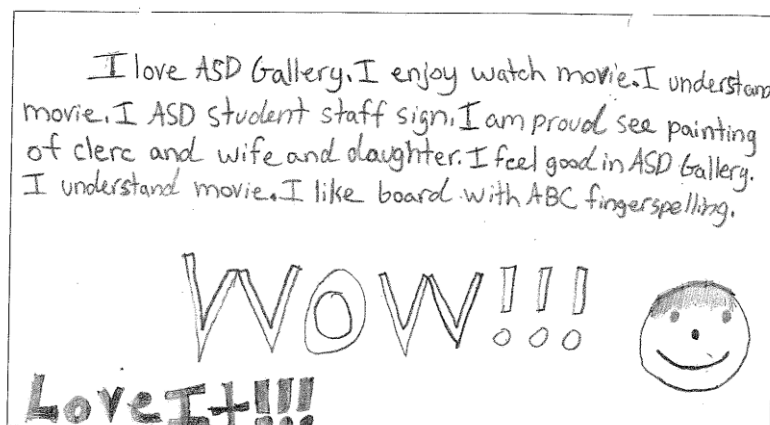 I love ASD Gallery. I enjoy watch movie. I understand
movie. I ASD student staff sign. I am proud see painting
of clerc and wife and daughter. I feel good in ASD Gallery.
I understand movie. I like board with ABC fingerspelling.
WOW!!!
Love It!!!